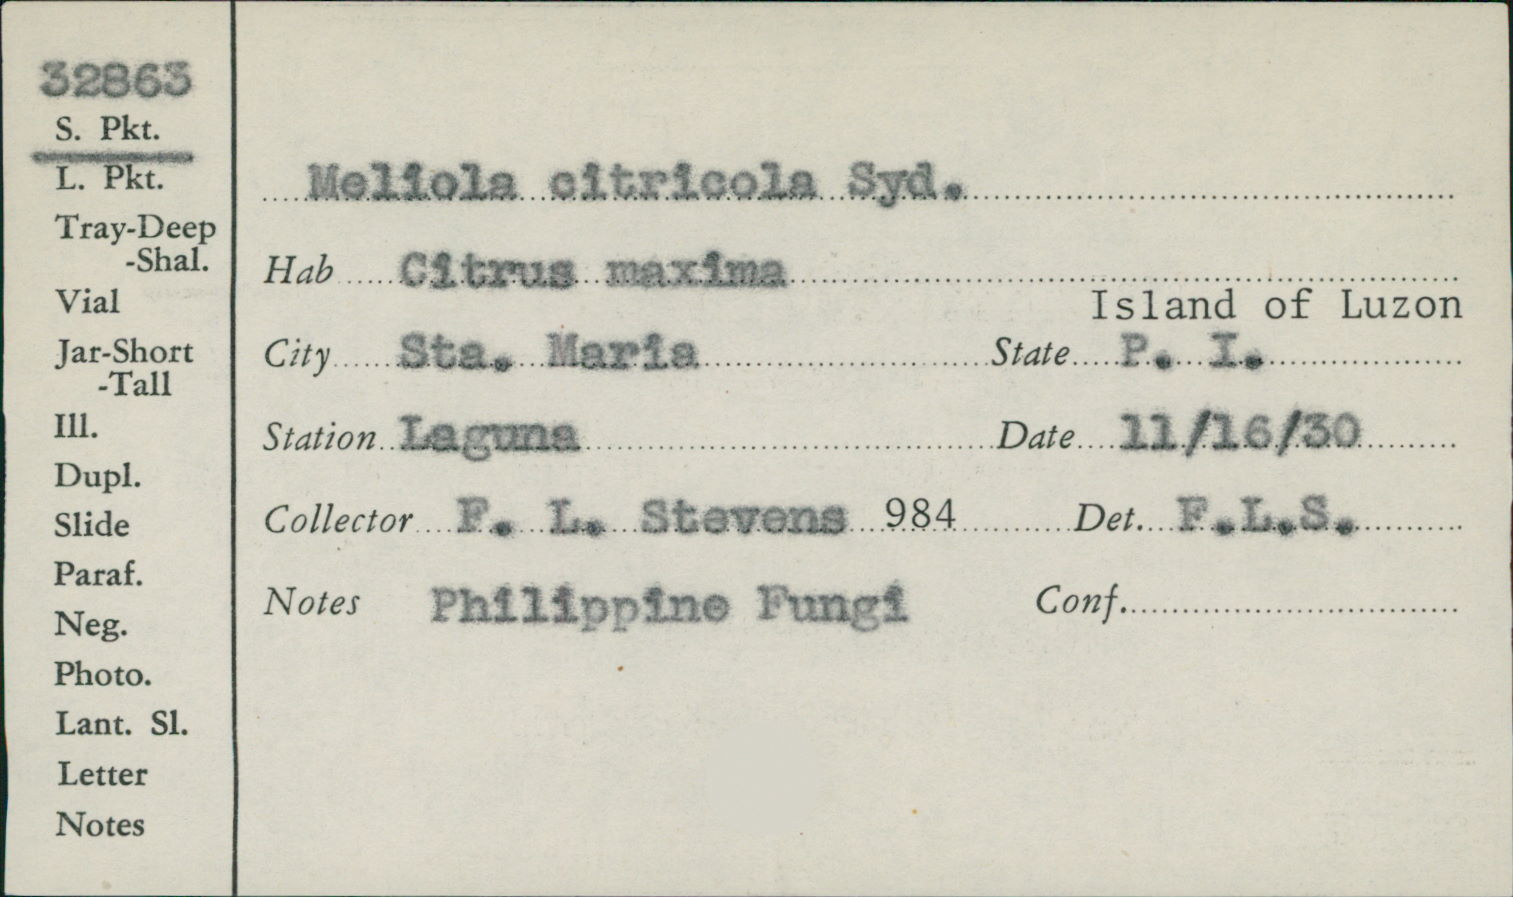 32863
S. Pkt.
L. Pkt.
Tray-Deep
-Shal.
Vial
Jar-Short
-Tall
Ill.
Dupl.
Slide
Paraf.
Neg.
Photo.
Lant. Sl.
Letter
Notes
Meliola citricola Syd.
Hab Citrus maxima
Island of Luzon
City Sta. Maria State P. I.
Station Laguna Date 11/16/30
Collector F. L. Stevens 984 Det. F.L.S.
Notes Philippine Fungi Conf.